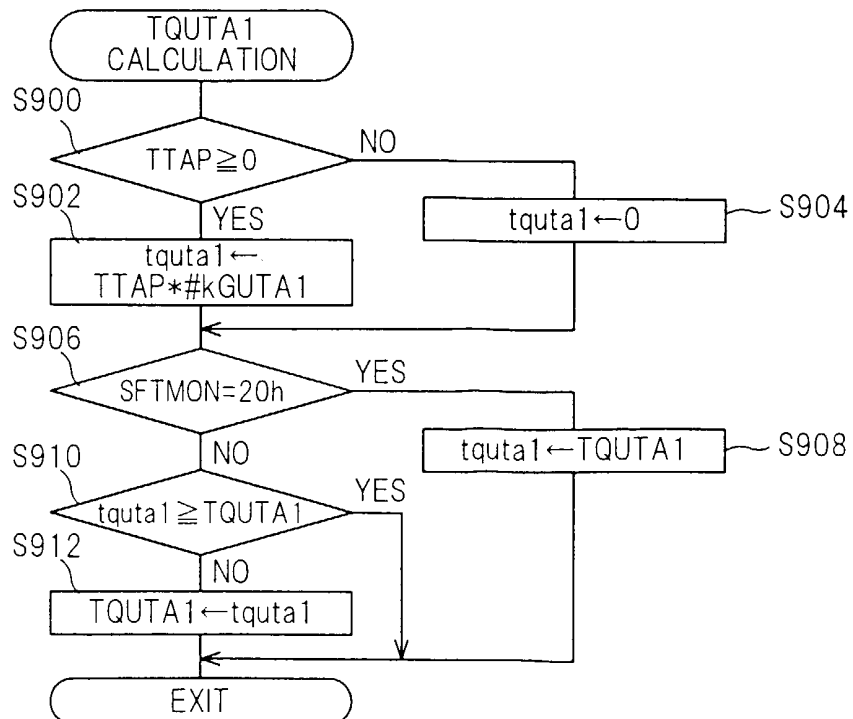 TQUTA1
CALCULATION
S900
TTAP≧0
NO
S902
YES
tquta1←
TTAP*#kGUTA1
tquta1←0
S904
S906
SFTMON=20h
YES
NO
tquta1←TQUTA1
S908
S910
tquta1≧TQUTA1
YES
S912
NO
TQUTA1←tquta1
EXIT